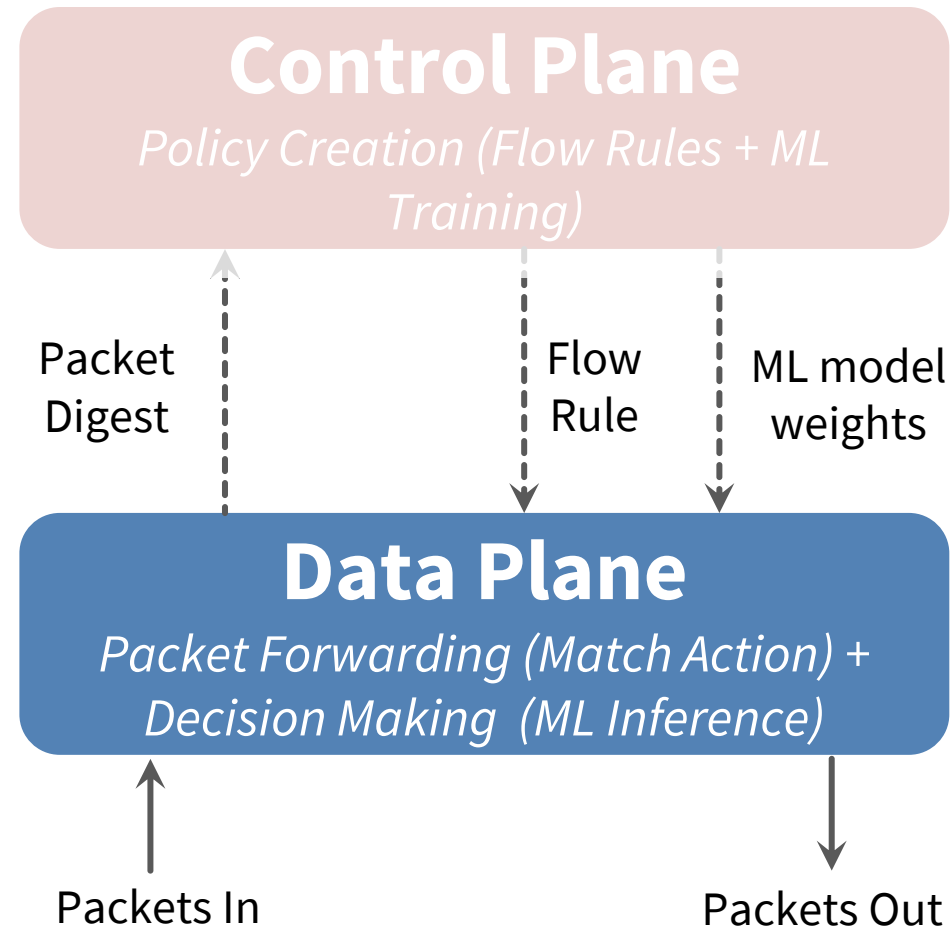 Control Plane
Policy Creation (Flow Rules + ML
Training)
Packet
Digest
Flow
Rule
ML model
weights
Data Plane
Packet Forwarding (Match Action) +
Decision Making (ML Inference)
Packets In
Packets Out